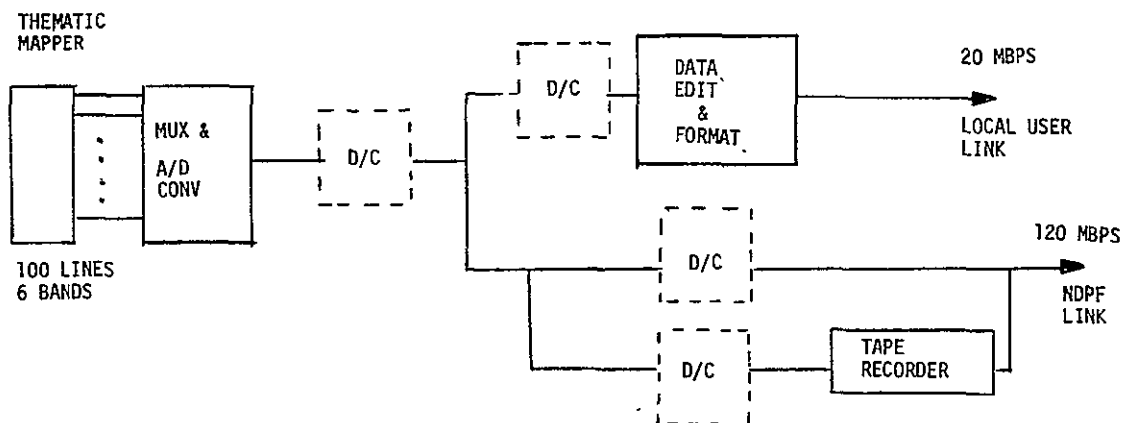 THEMATIC
MAPPER
MUX &
A/D
CONV
100 LINES
6 BANDS
D/C
D/C
DATA
EDIT
&
FORMAT
20 MBPS
LOCAL USER
LINK
D/C
120 MBPS
NDPF
LINK
D/C
TAPE
RECORDER